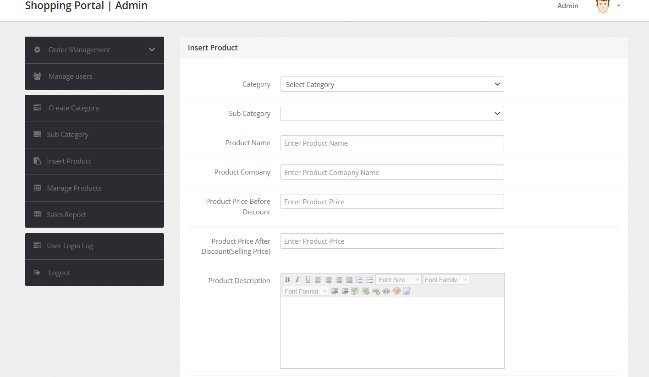 Shopping Portal | Admin
Admin
Order Management
Manage users
Create Category
Sub Category
Insert Product
Manage Products
Sales Report
User Login Log
Logout
Insert Product
Category
Select Category
Sub Category
Product Name
Enter Product Name
Product Company
Enter Product Comapny Name
Product Price Before
Discount
Enter Product Price
Product Price After
Discount(Selling Price)
Enter Product Price
Product Description
B I U Font Size Font Family
Font Format